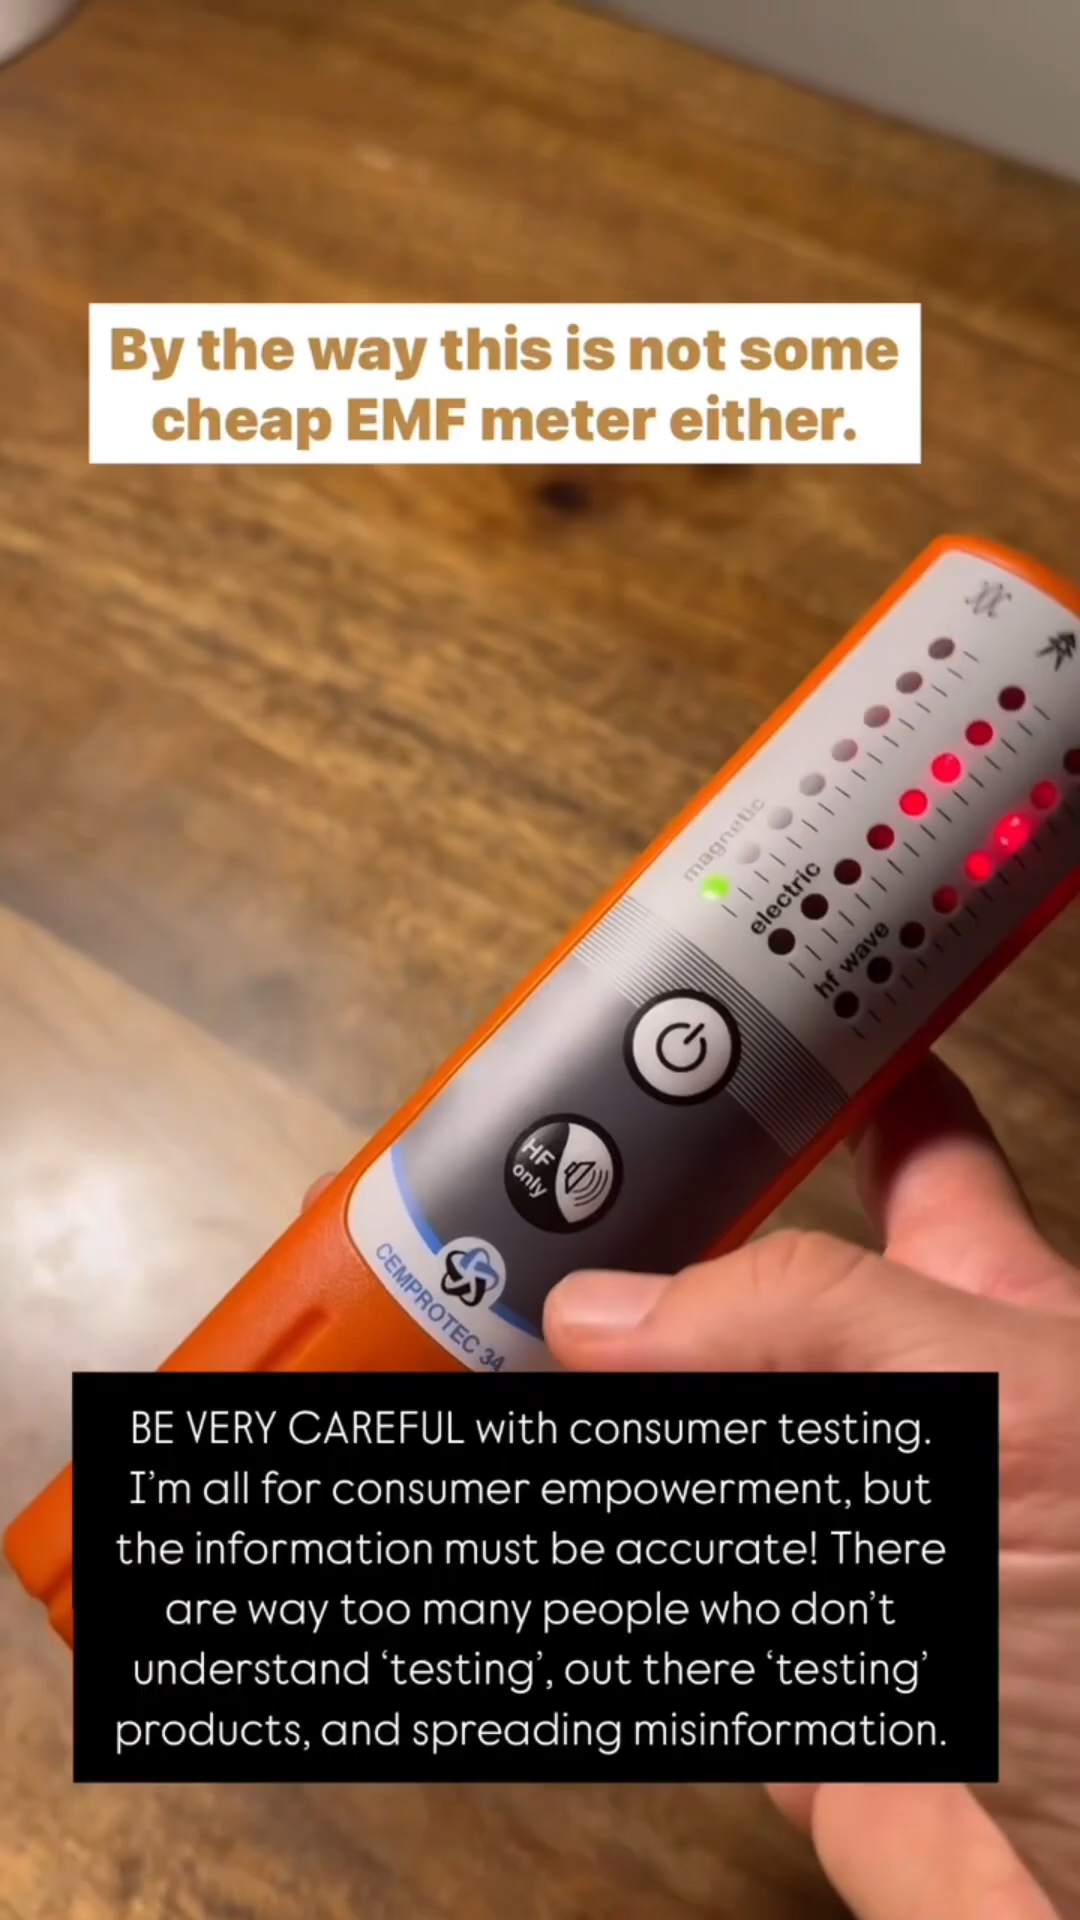 By the way this is not some
cheap EMF meter either.
magnetic
electric
hf wave
HF
only
CEMPROTEC 34
BE VERY CAREFUL with consumer testing.
I'm all for consumer empowerment, but
the information must be accurate! There
are way too many people who don't
understand ‘testing’, out there ‘testing’
products, and spreading misinformation.